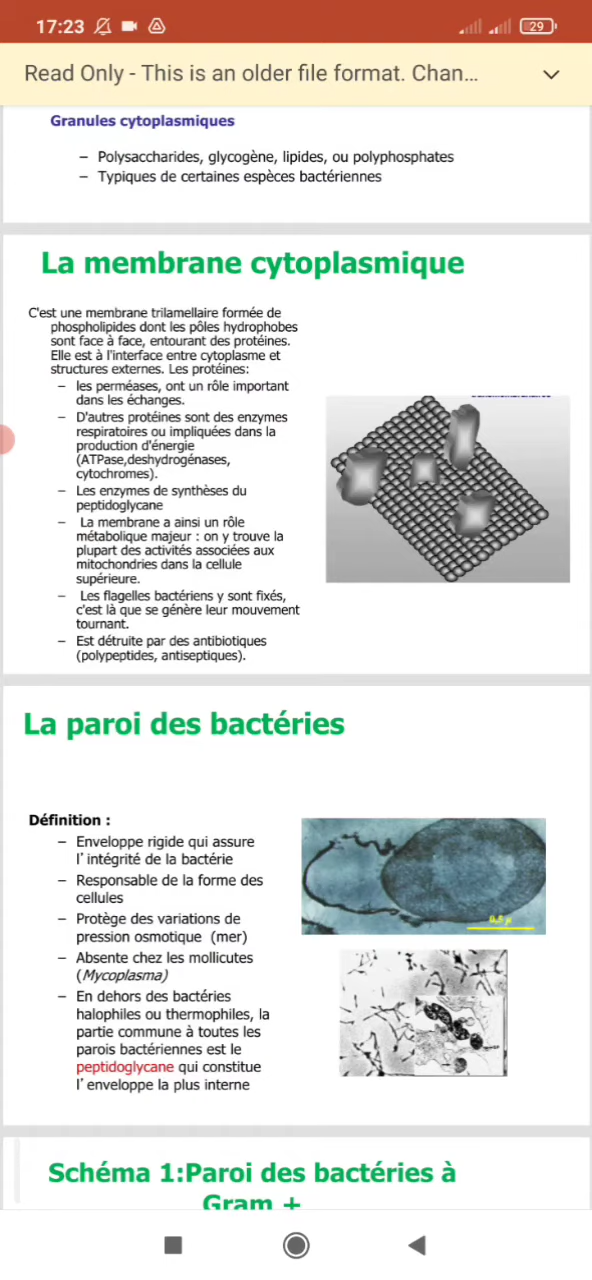 17:23
29
Read Only - This is an older file format. Chan...
Granules cytoplasmiques
– Polysaccharides, glycogène, lipides, ou polyphosphates
– Typiques de certaines espèces bactériennes
La membrane cytoplasmique
C'est une membrane trilamellaire formée de
phospholipides dont les pôles hydrophobes
sont face à face, entourant des protéines.
Elle est à l'interface entre cytoplasme et
structures externes. Les protéines:
– les perméases, ont un rôle important
dans les échanges.
– D'autres protéines sont des enzymes
respiratoires ou impliquées dans la
production d'énergie
(ATPase,deshydrogénases,
cytochromes).
– Les enzymes de synthèses du
peptidoglycane
– La membrane a ainsi un rôle
métabolique majeur : on y trouve la
plupart des activités associées aux
mitochondries dans la cellule
supérieure.
– Les flagelles bactériens y sont fixés,
c'est là que se génère leur mouvement
tournant.
– Est détruite par des antibiotiques
(polypeptides, antiseptiques).
La paroi des bactéries
Définition :
– Enveloppe rigide qui assure
l'intégrité de la bactérie
– Responsable de la forme des
cellules
– Protège des variations de
pression osmotique (mer)
– Absente chez les mollicutes
(Mycoplasma)
– En dehors des bactéries
halophiles ou thermophiles, la
partie commune à toutes les
parois bactériennes est le
peptidoglycane qui constitue
l'enveloppe la plus interne
0,5 µ
Schéma 1:Paroi des bactéries à
Gram +